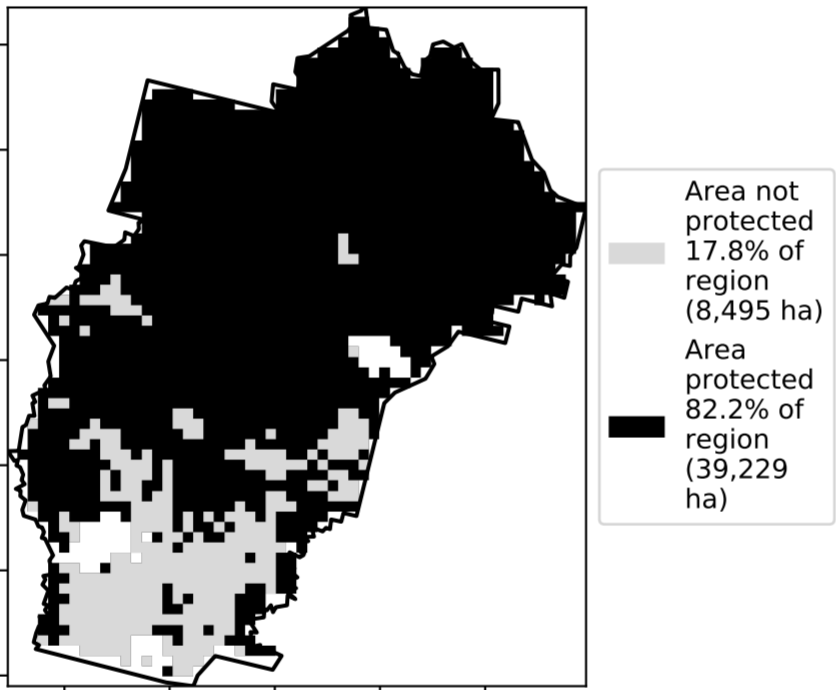 Area not
protected
17.8% of
region
(8,495 ha)
Area
protected
82.2% of
region
(39,229
ha)